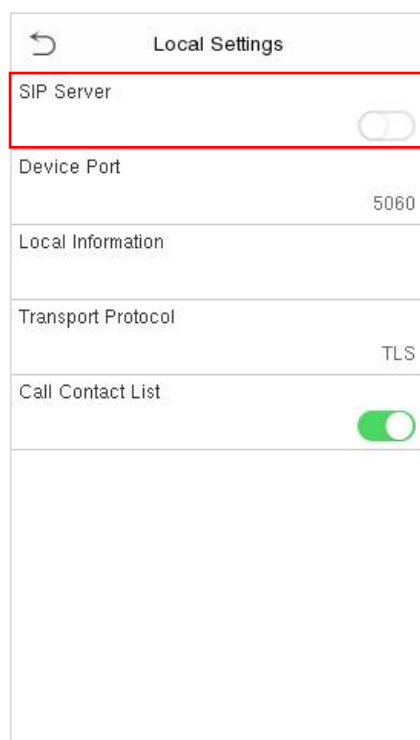 Local Settings
SIP Server
Device Port
5060
Local Information
Transport Protocol
TLS
Call Contact List